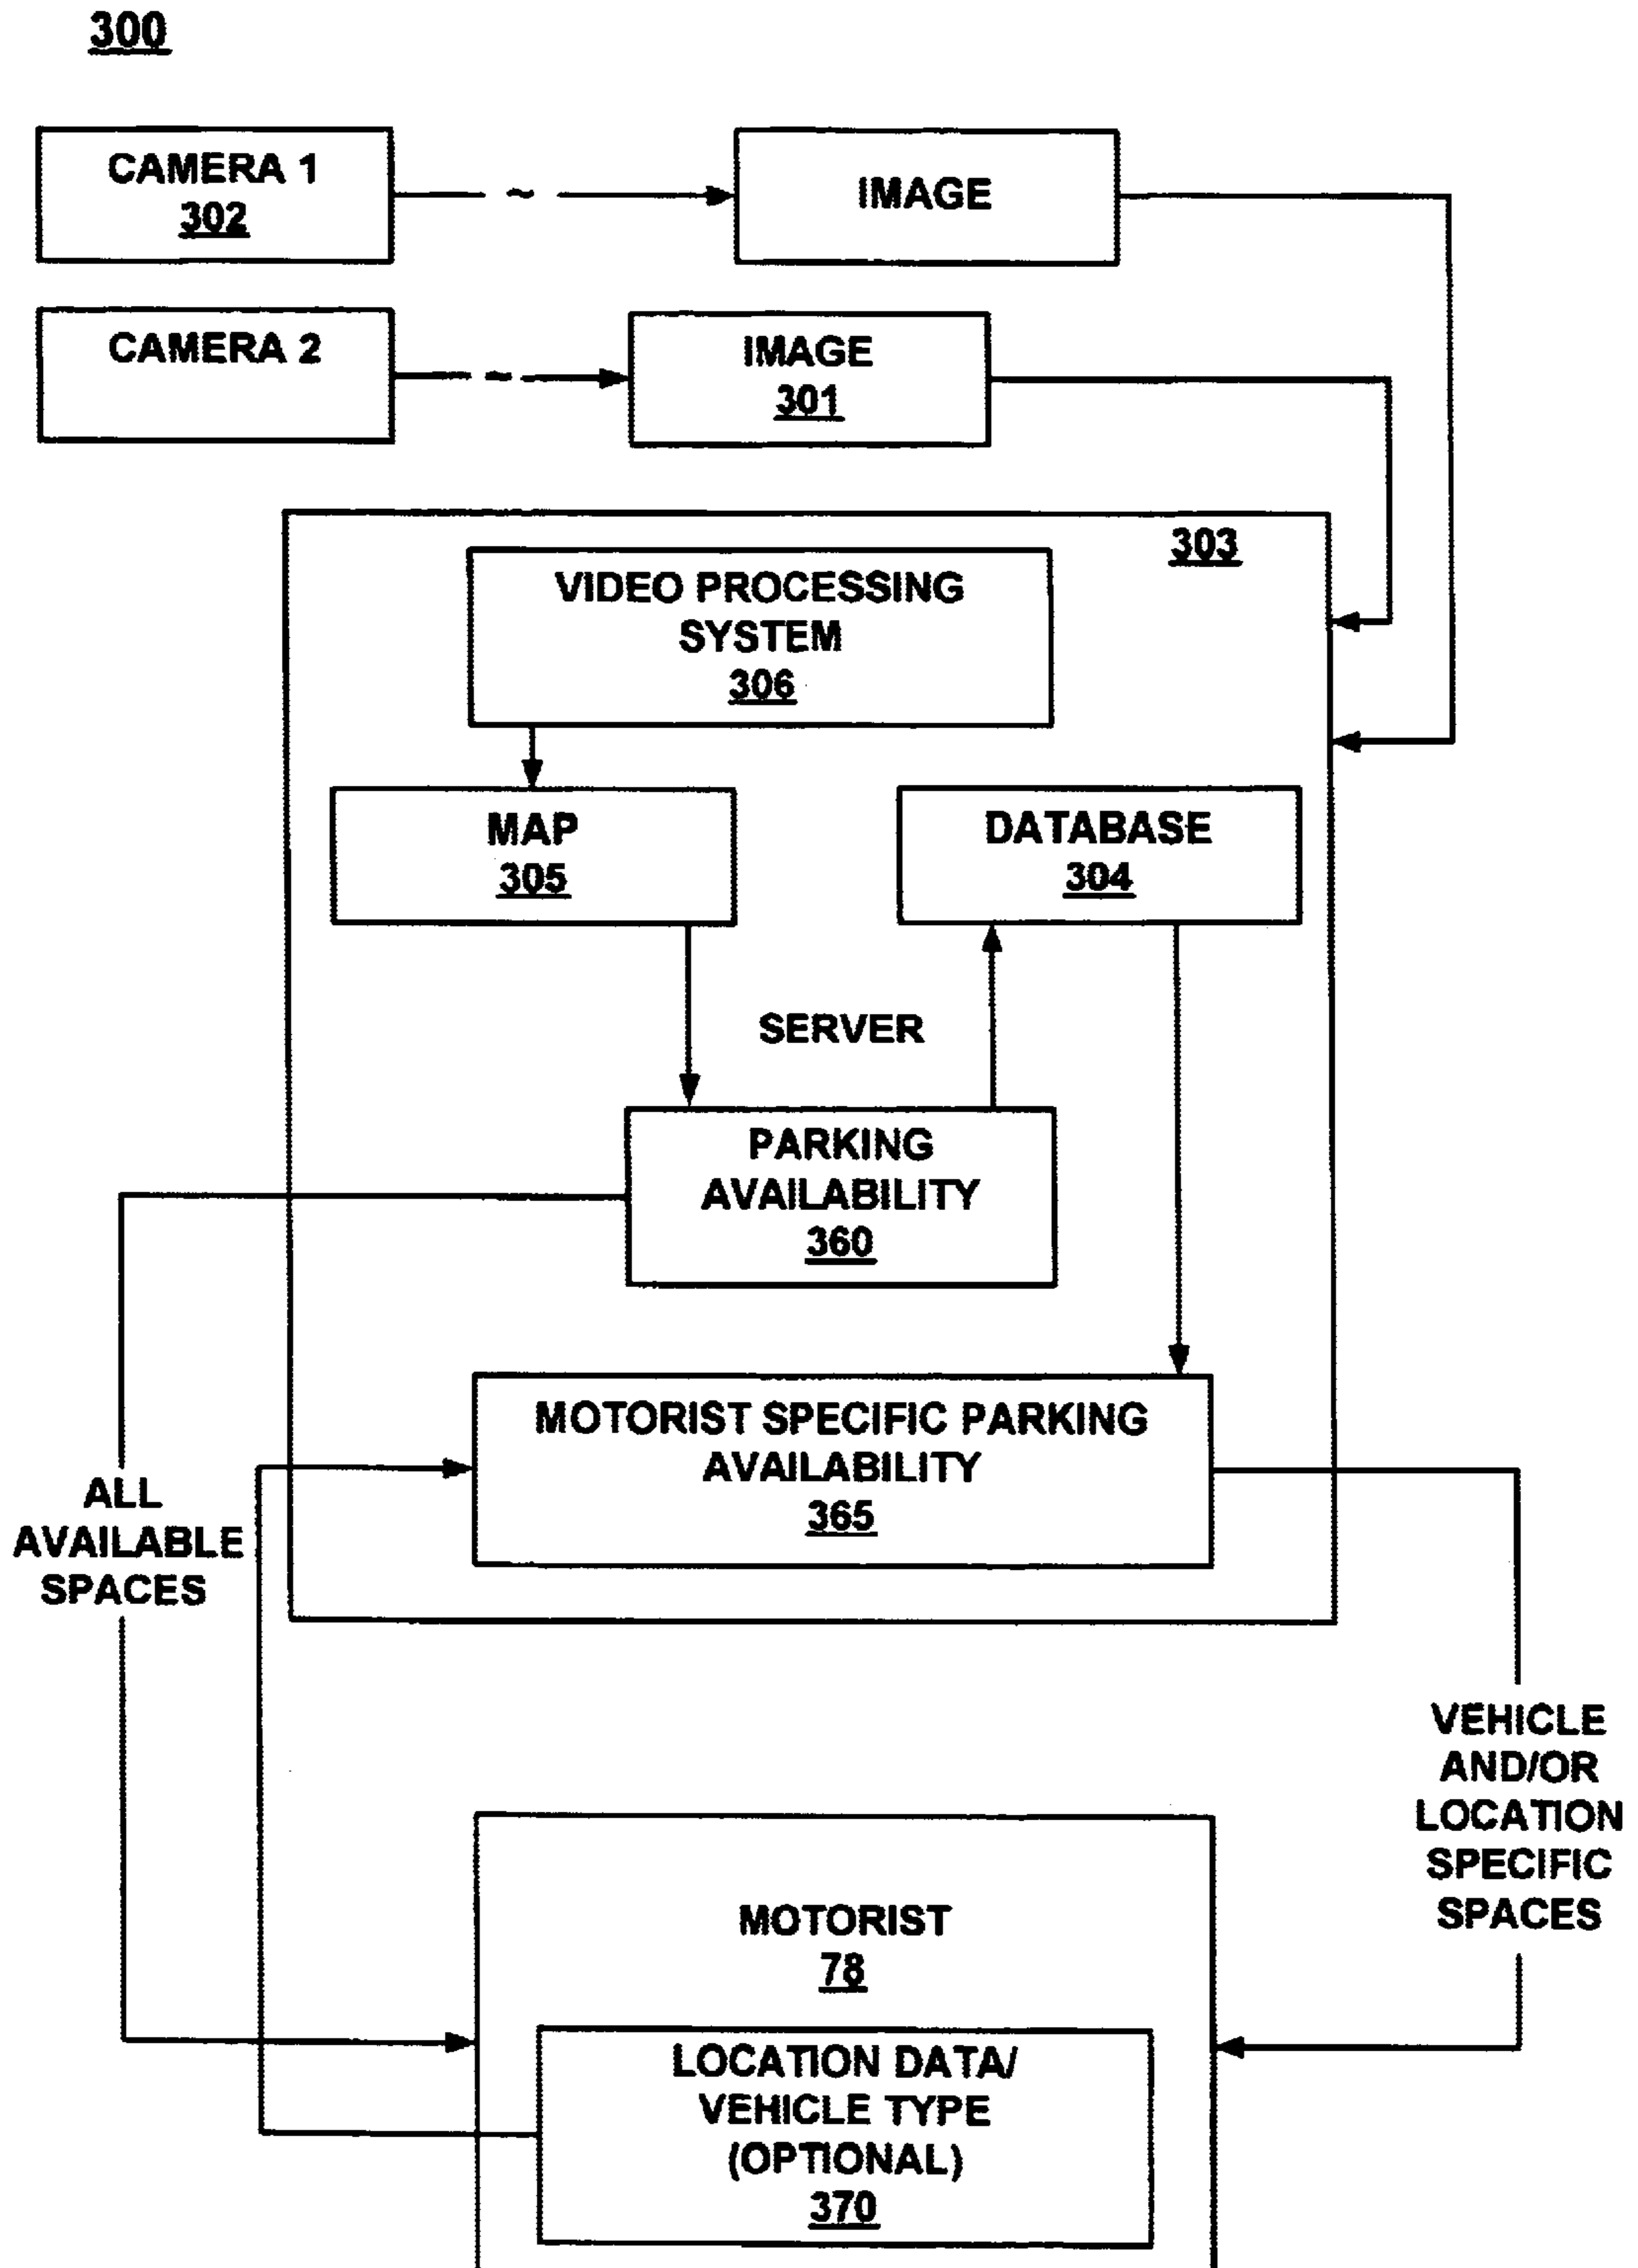 300
CAMERA 1
302
IMAGE
CAMERA 2
IMAGE
301
303
VIDEO PROCESSING
SYSTEM
306
MAP
305
DATABASE
304
SERVER
PARKING
AVAILABILITY
360
MOTORIST SPECIFIC PARKING
AVAILABILITY
365
ALL
AVAILABLE
SPACES
VEHICLE
AND/OR
LOCATION
SPECIFIC
SPACES
MOTORIST
78
LOCATION DATA/
VEHICLE TYPE
(OPTIONAL)
370